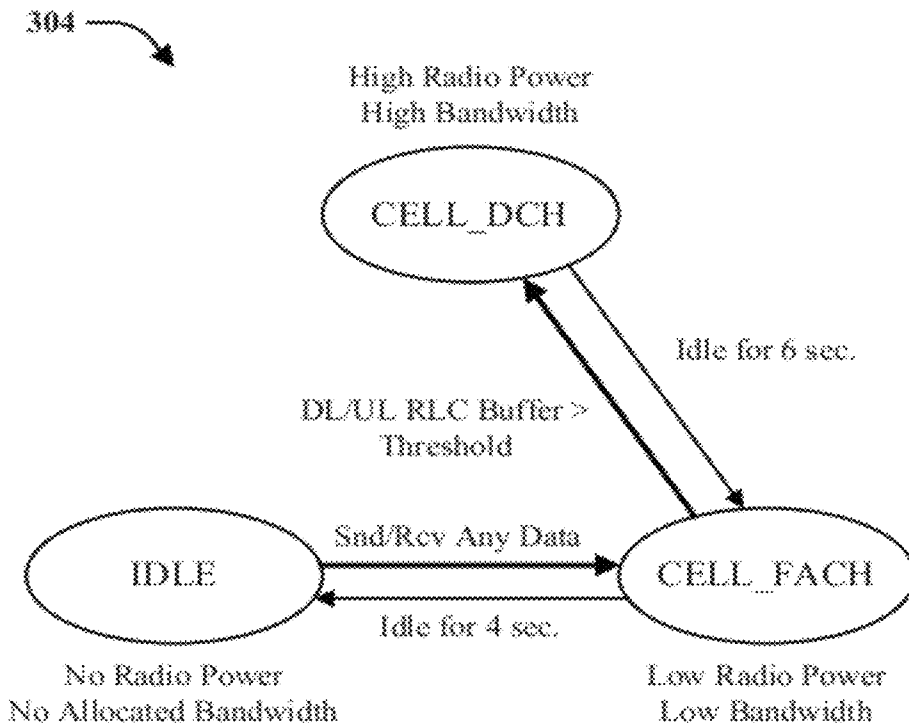 304
High Radio Power
High Bandwidth
CELL_DCH
Idle for 6 sec.
DL/UL RLC Buffer >
Threshold
Snd/Rcv Any Data
IDLE
CELL_FACH
Idle for 4 sec.
No Radio Power
No Allocated Bandwidth
Low Radio Power
Low Bandwidth